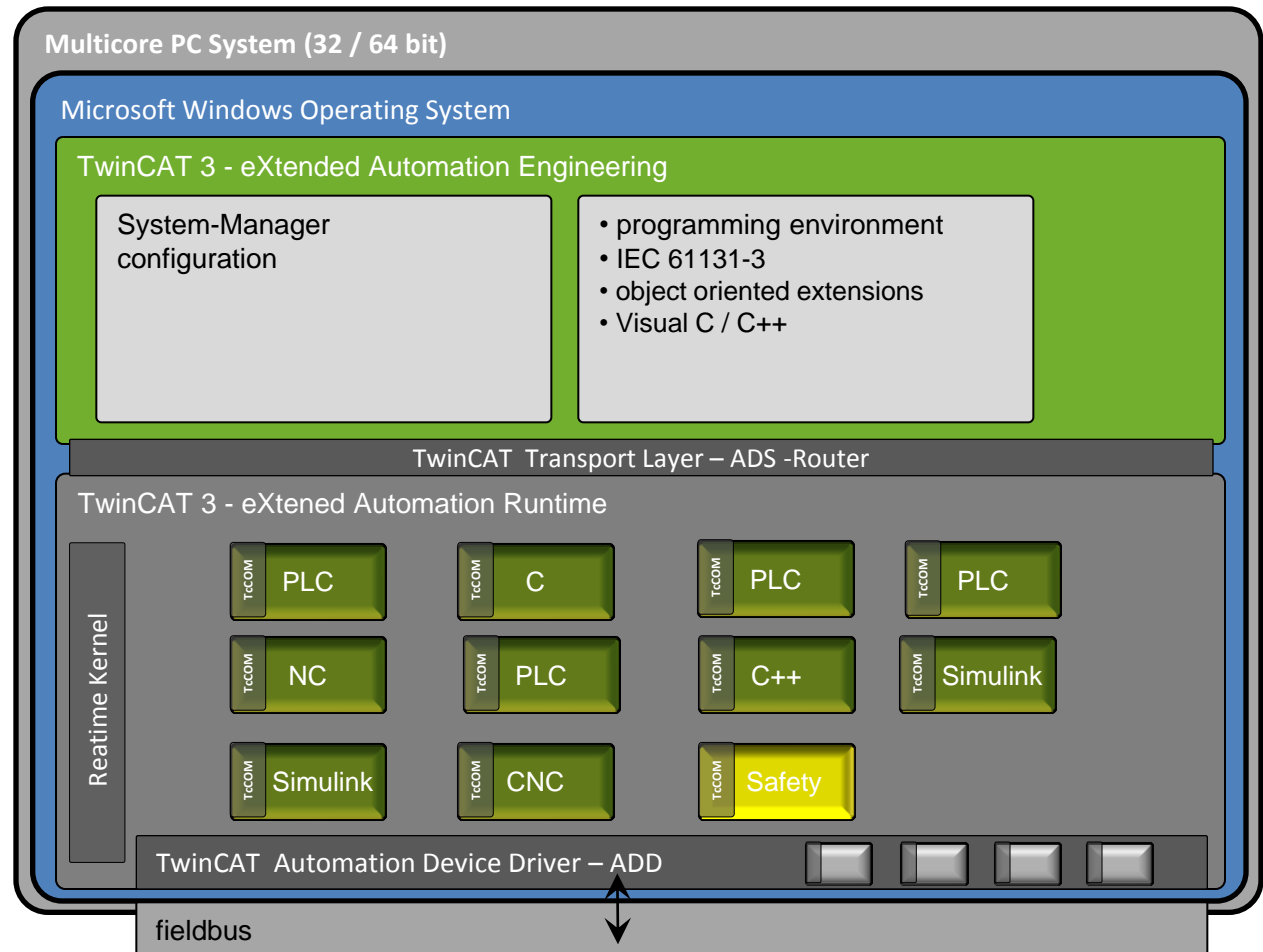 Multicore PC System (32 / 64 bit)
Microsoft Windows Operating System
TwinCAT 3 - eXtended Automation Engineering
System-Manager
configuration
• programming environment
• IEC 61131-3
• object oriented extensions
• Visual C / C++
TwinCAT Transport Layer – ADS -Router
TwinCAT 3 - eXtened Automation Runtime
Reatime Kernel
TcCOM PLC
TcCOM C
TcCOM PLC
TcCOM PLC
TcCOM NC
TcCOM PLC
TcCOM C++
TcCOM Simulink
TcCOM Simulink
TcCOM CNC
TcCOM Safety
TwinCAT Automation Device Driver – ADD
fieldbus